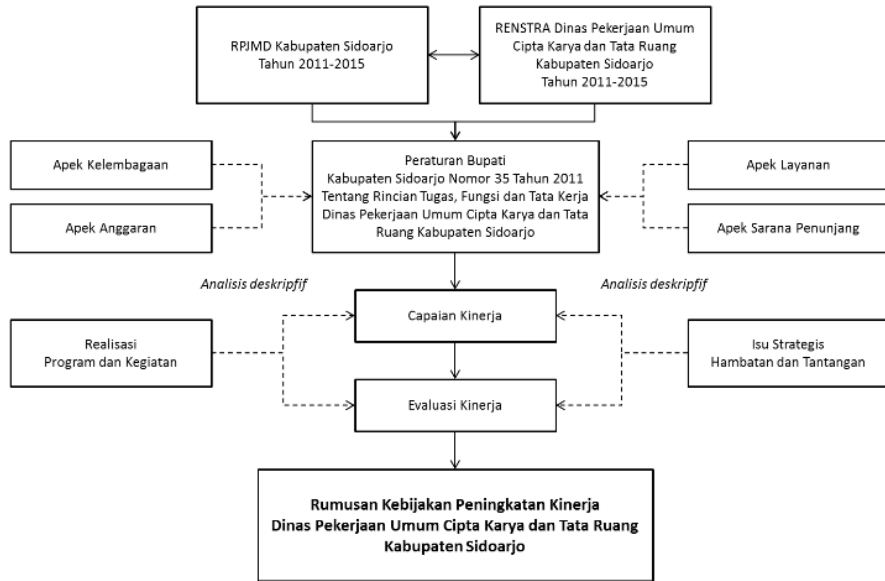 RPJMD Kabupaten Sidoarjo
Tahun 2011-2015
RENSTRA Dinas Pekerjaan Umum
Cipta Karya dan Tata Ruang
Kabupaten Sidoarjo
Tahun 2011-2015
Apek Kelembagaan
Apek Anggaran
Peraturan Bupati
Kabupaten Sidoarjo Nomor 35 Tahun 2011
Tentang Rincian Tugas, Fungsi dan Tata Kerja
Dinas Pekerjaan Umum Cipta Karya dan Tata
Ruang Kabupaten Sidoarjo
Apek Layanan
Apek Sarana Penunjang
Analisis deskripfif
Analisis deskripfif
Capaian Kinerja
Realisasi
Program dan Kegiatan
Isu Strategis
Hambatan dan Tantangan
Evaluasi Kinerja
Rumusan Kebijakan Peningkatan Kinerja
Dinas Pekerjaan Umum Cipta Karya dan Tata Ruang
Kabupaten Sidoarjo